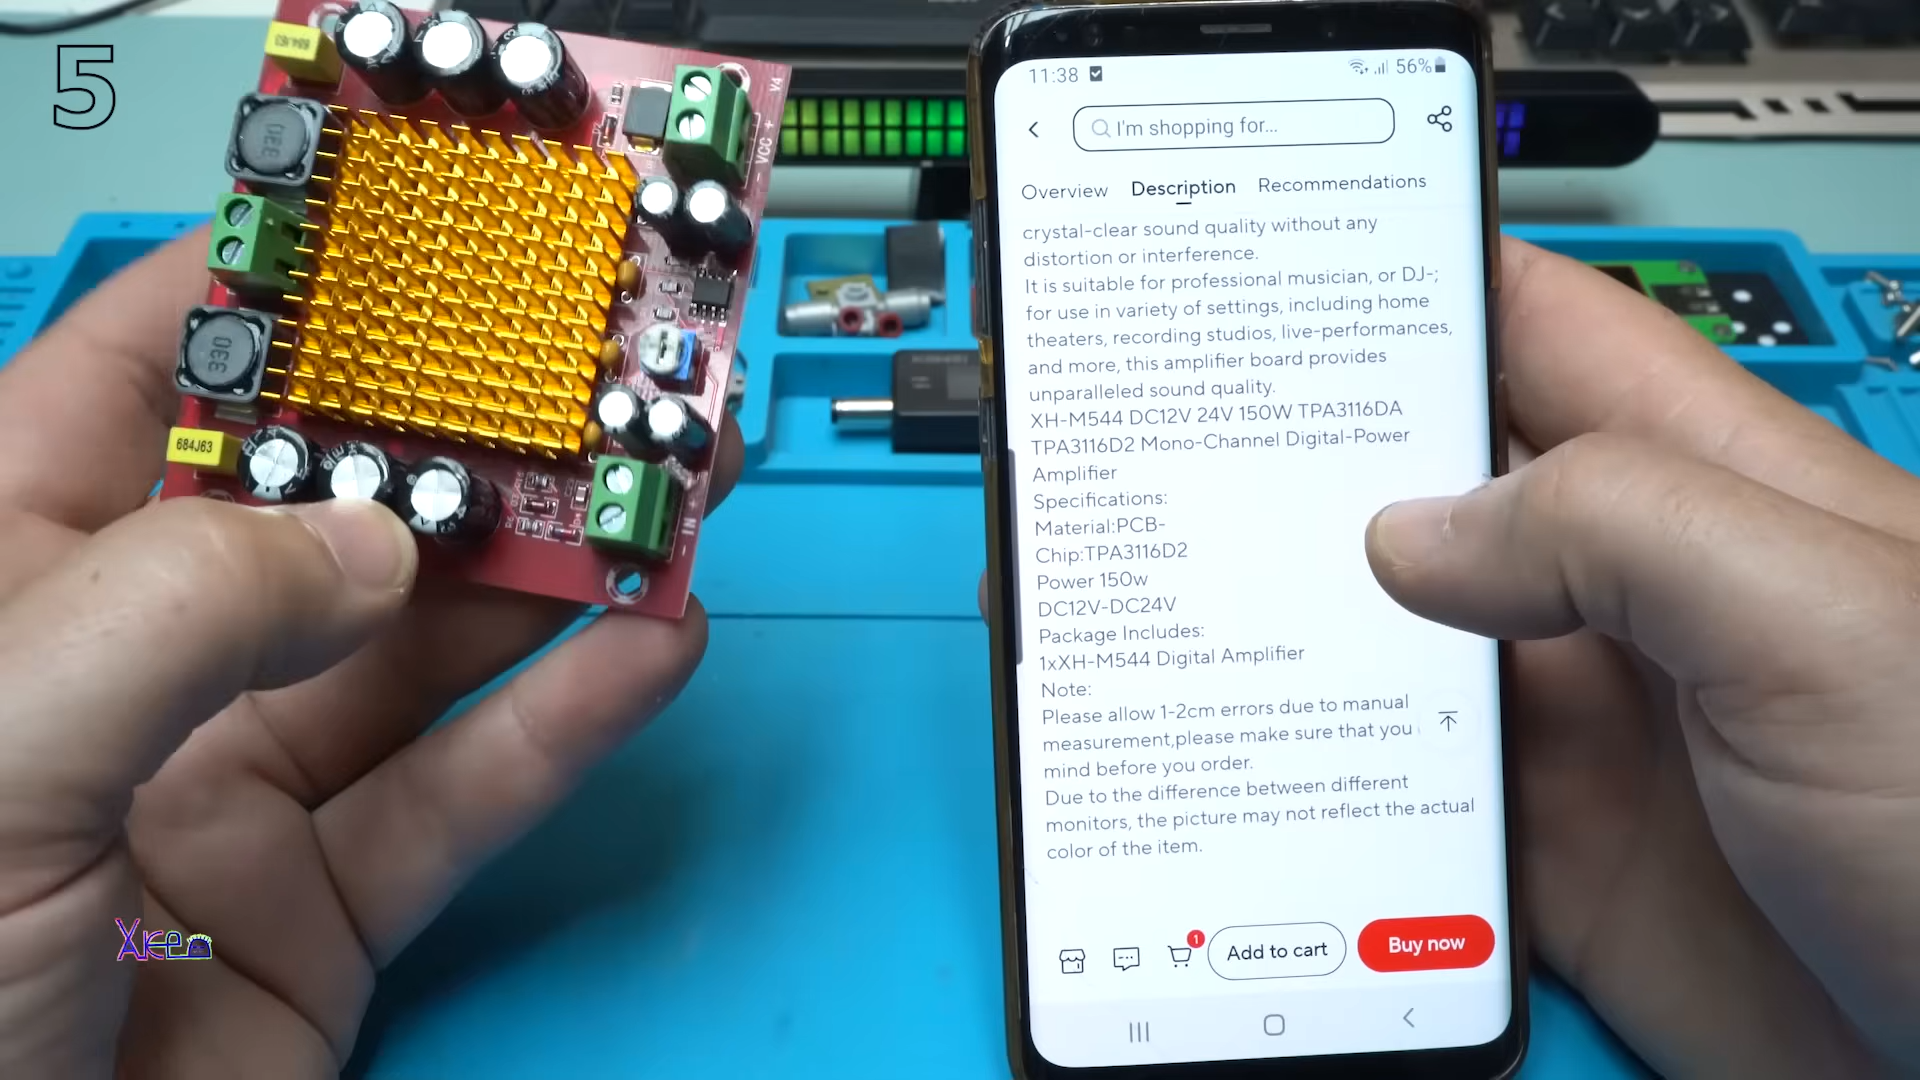 5
684J63
330
330
684J63
V4
- VCC +
- IN
XKEP
11:38
56%
I'm shopping for...
Overview Description Recommendations
crystal-clear sound quality without any
distortion or interference.
It is suitable for professional musician, or DJ-;
for use in variety of settings, including home
theaters, recording studios, live-performances,
and more, this amplifier board provides
unparalleled sound quality.
XH-M544 DC12V 24V 150W TPA3116DA
TPA3116D2 Mono-Channel Digital-Power
Amplifier
Specifications:
Material:PCB-
Chip:TPA3116D2
Power 150w
DC12V-DC24V
Package Includes:
1xXH-M544 Digital Amplifier
Note:
Please allow 1-2cm errors due to manual
measurement,please make sure that you
mind before you order.
Due to the difference between different
monitors, the picture may not reflect the actual
color of the item.
1
Add to cart
Buy now